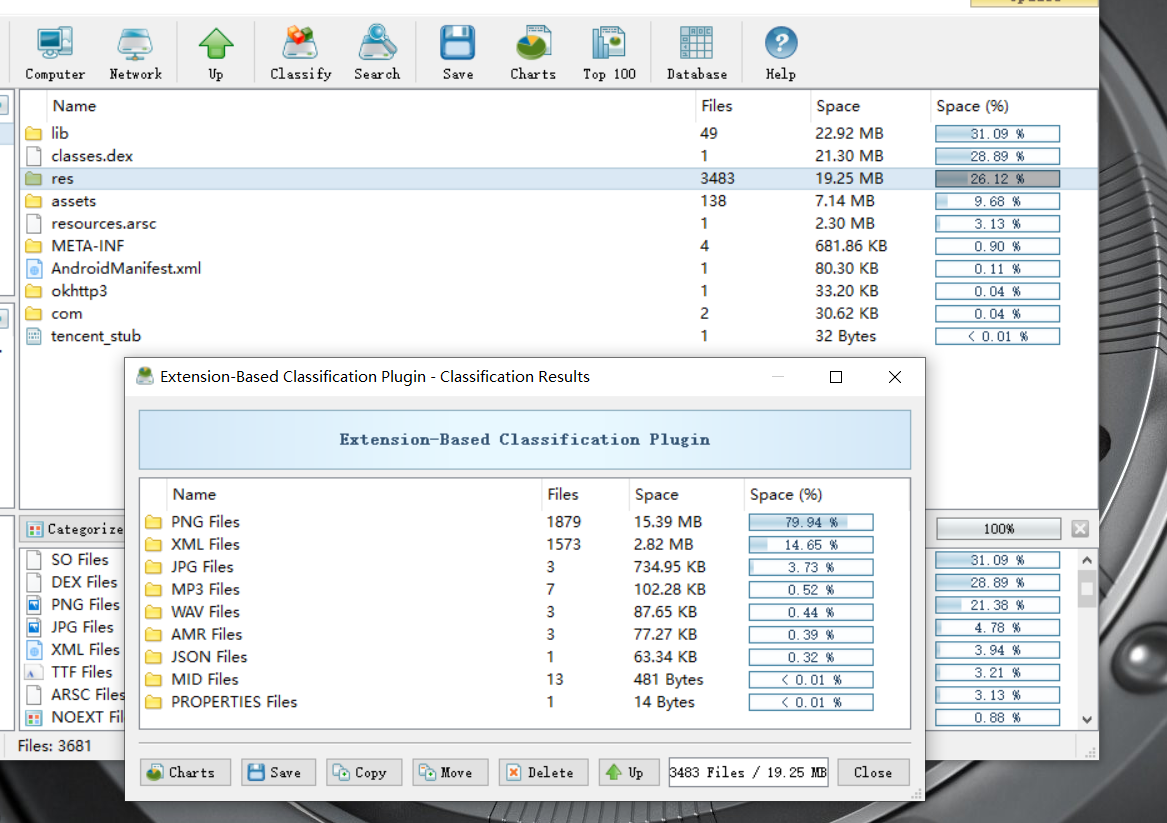 Computer Network Up Classify Search Save Charts Top 100 Database Help
Name Files Space Space (%)
lib 49 22.92 MB 31.09 %
classes.dex 1 21.30 MB 28.89 %
res 3483 19.25 MB 26.12 %
assets 138 7.14 MB 9.68 %
resources.arsc 1 2.30 MB 3.13 %
META-INF 4 681.86 KB 0.90 %
AndroidManifest.xml 1 80.30 KB 0.11 %
okhttp3 1 33.20 KB 0.04 %
com 2 30.62 KB 0.04 %
tencent_stub 1 32 Bytes < 0.01 %
Extension-Based Classification Plugin - Classification Results
Extension-Based Classification Plugin
Name Files Space Space (%)
PNG Files 1879 15.39 MB 79.94 %
XML Files 1573 2.82 MB 14.65 %
JPG Files 3 734.95 KB 3.73 %
MP3 Files 7 102.28 KB 0.52 %
WAV Files 3 87.65 KB 0.44 %
AMR Files 3 77.27 KB 0.39 %
JSON Files 1 63.34 KB 0.32 %
MID Files 13 481 Bytes < 0.01 %
PROPERTIES Files 1 14 Bytes < 0.01 %
Charts Save Copy Move Delete Up 3483 Files / 19.25 MB Close
Categorize 100%
SO Files 31.09 %
DEX Files 28.89 %
PNG Files 21.38 %
JPG Files 4.78 %
XML Files 3.94 %
TTF Files 3.21 %
ARSC Files 3.13 %
NOEXT Fil 0.88 %
Files: 3681